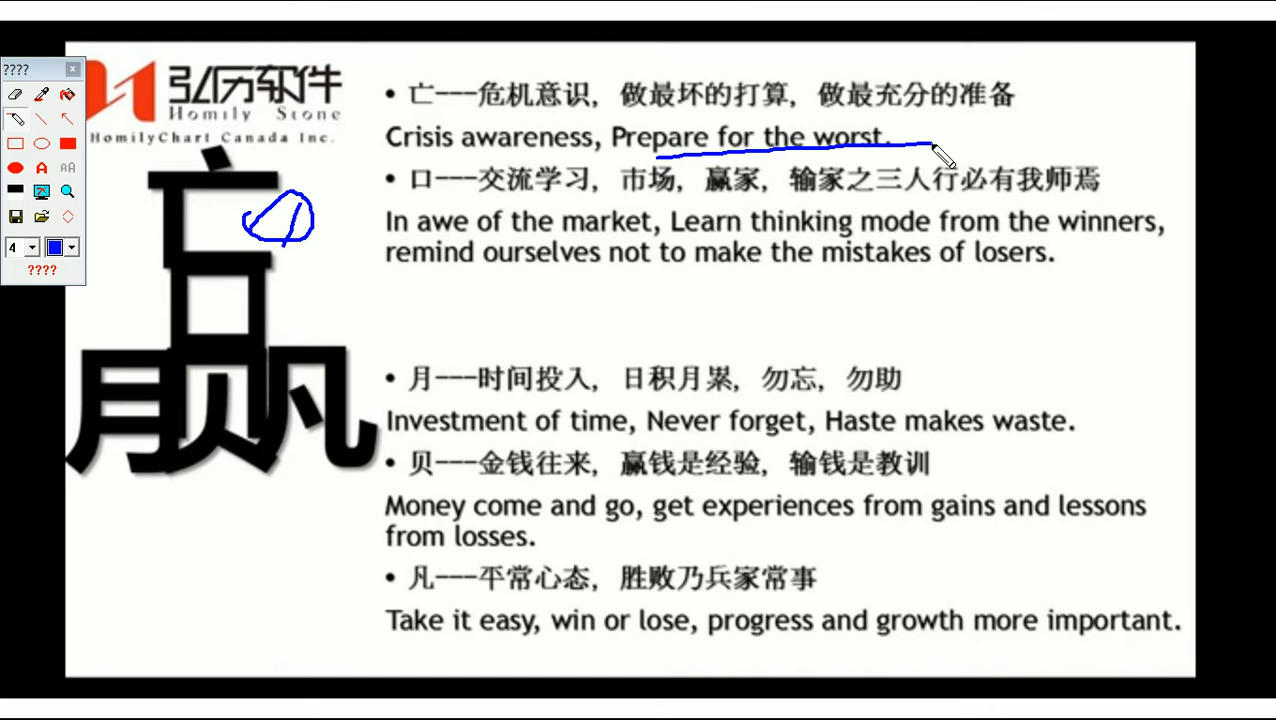 ????
弘历软件
Homily Stone
HomilyChart Canada Inc.
4
????
赢
• 亡---危机意识，做最坏的打算，做最充分的准备
Crisis awareness, Prepare for the worst.
• 口---交流学习，市场，赢家，输家之三人行必有我师焉
In awe of the market, Learn thinking mode from the winners,
remind ourselves not to make the mistakes of losers.
• 月---时间投入，日积月累，勿忘，勿助
Investment of time, Never forget, Haste makes waste.
• 贝---金钱往来，赢钱是经验，输钱是教训
Money come and go, get experiences from gains and lessons
from losses.
• 凡---平常心态，胜败乃兵家常事
Take it easy, win or lose, progress and growth more important.